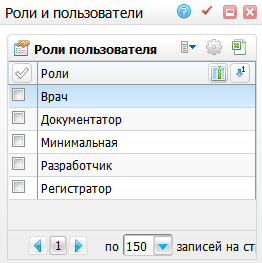 Роли и пользователи
Роли пользователя
Роли
Врач
Документатор
Минимальная
Разработчик
Регистратор
1 по 150 записей на ст